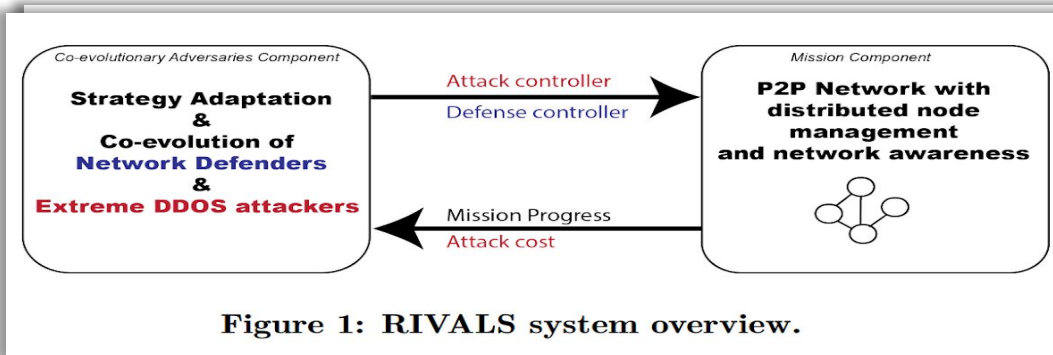 Co-evolutionary Adversaries Component
Strategy Adaptation
&
Co-evolution of
Network Defenders
&
Extreme DDOS attackers
Attack controller
Defense controller
Mission Progress
Attack cost
Mission Component
P2P Network with
distributed node
management
and network awareness
Figure 1: RIVALS system overview.